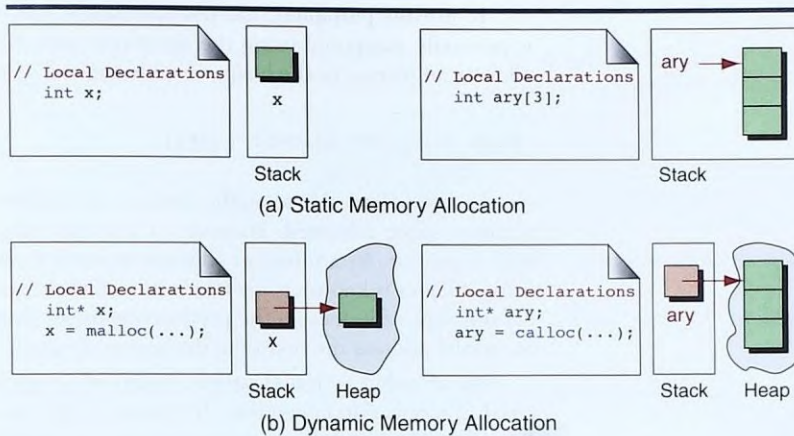 // Local Declarations
int x;
x
Stack
// Local Declarations
int ary[3];
ary
Stack
(a) Static Memory Allocation
// Local Declarations
int* x;
x = malloc(...);
x
Stack
Heap
// Local Declarations
int* ary;
ary = calloc(...);
ary
Stack
Heap
(b) Dynamic Memory Allocation